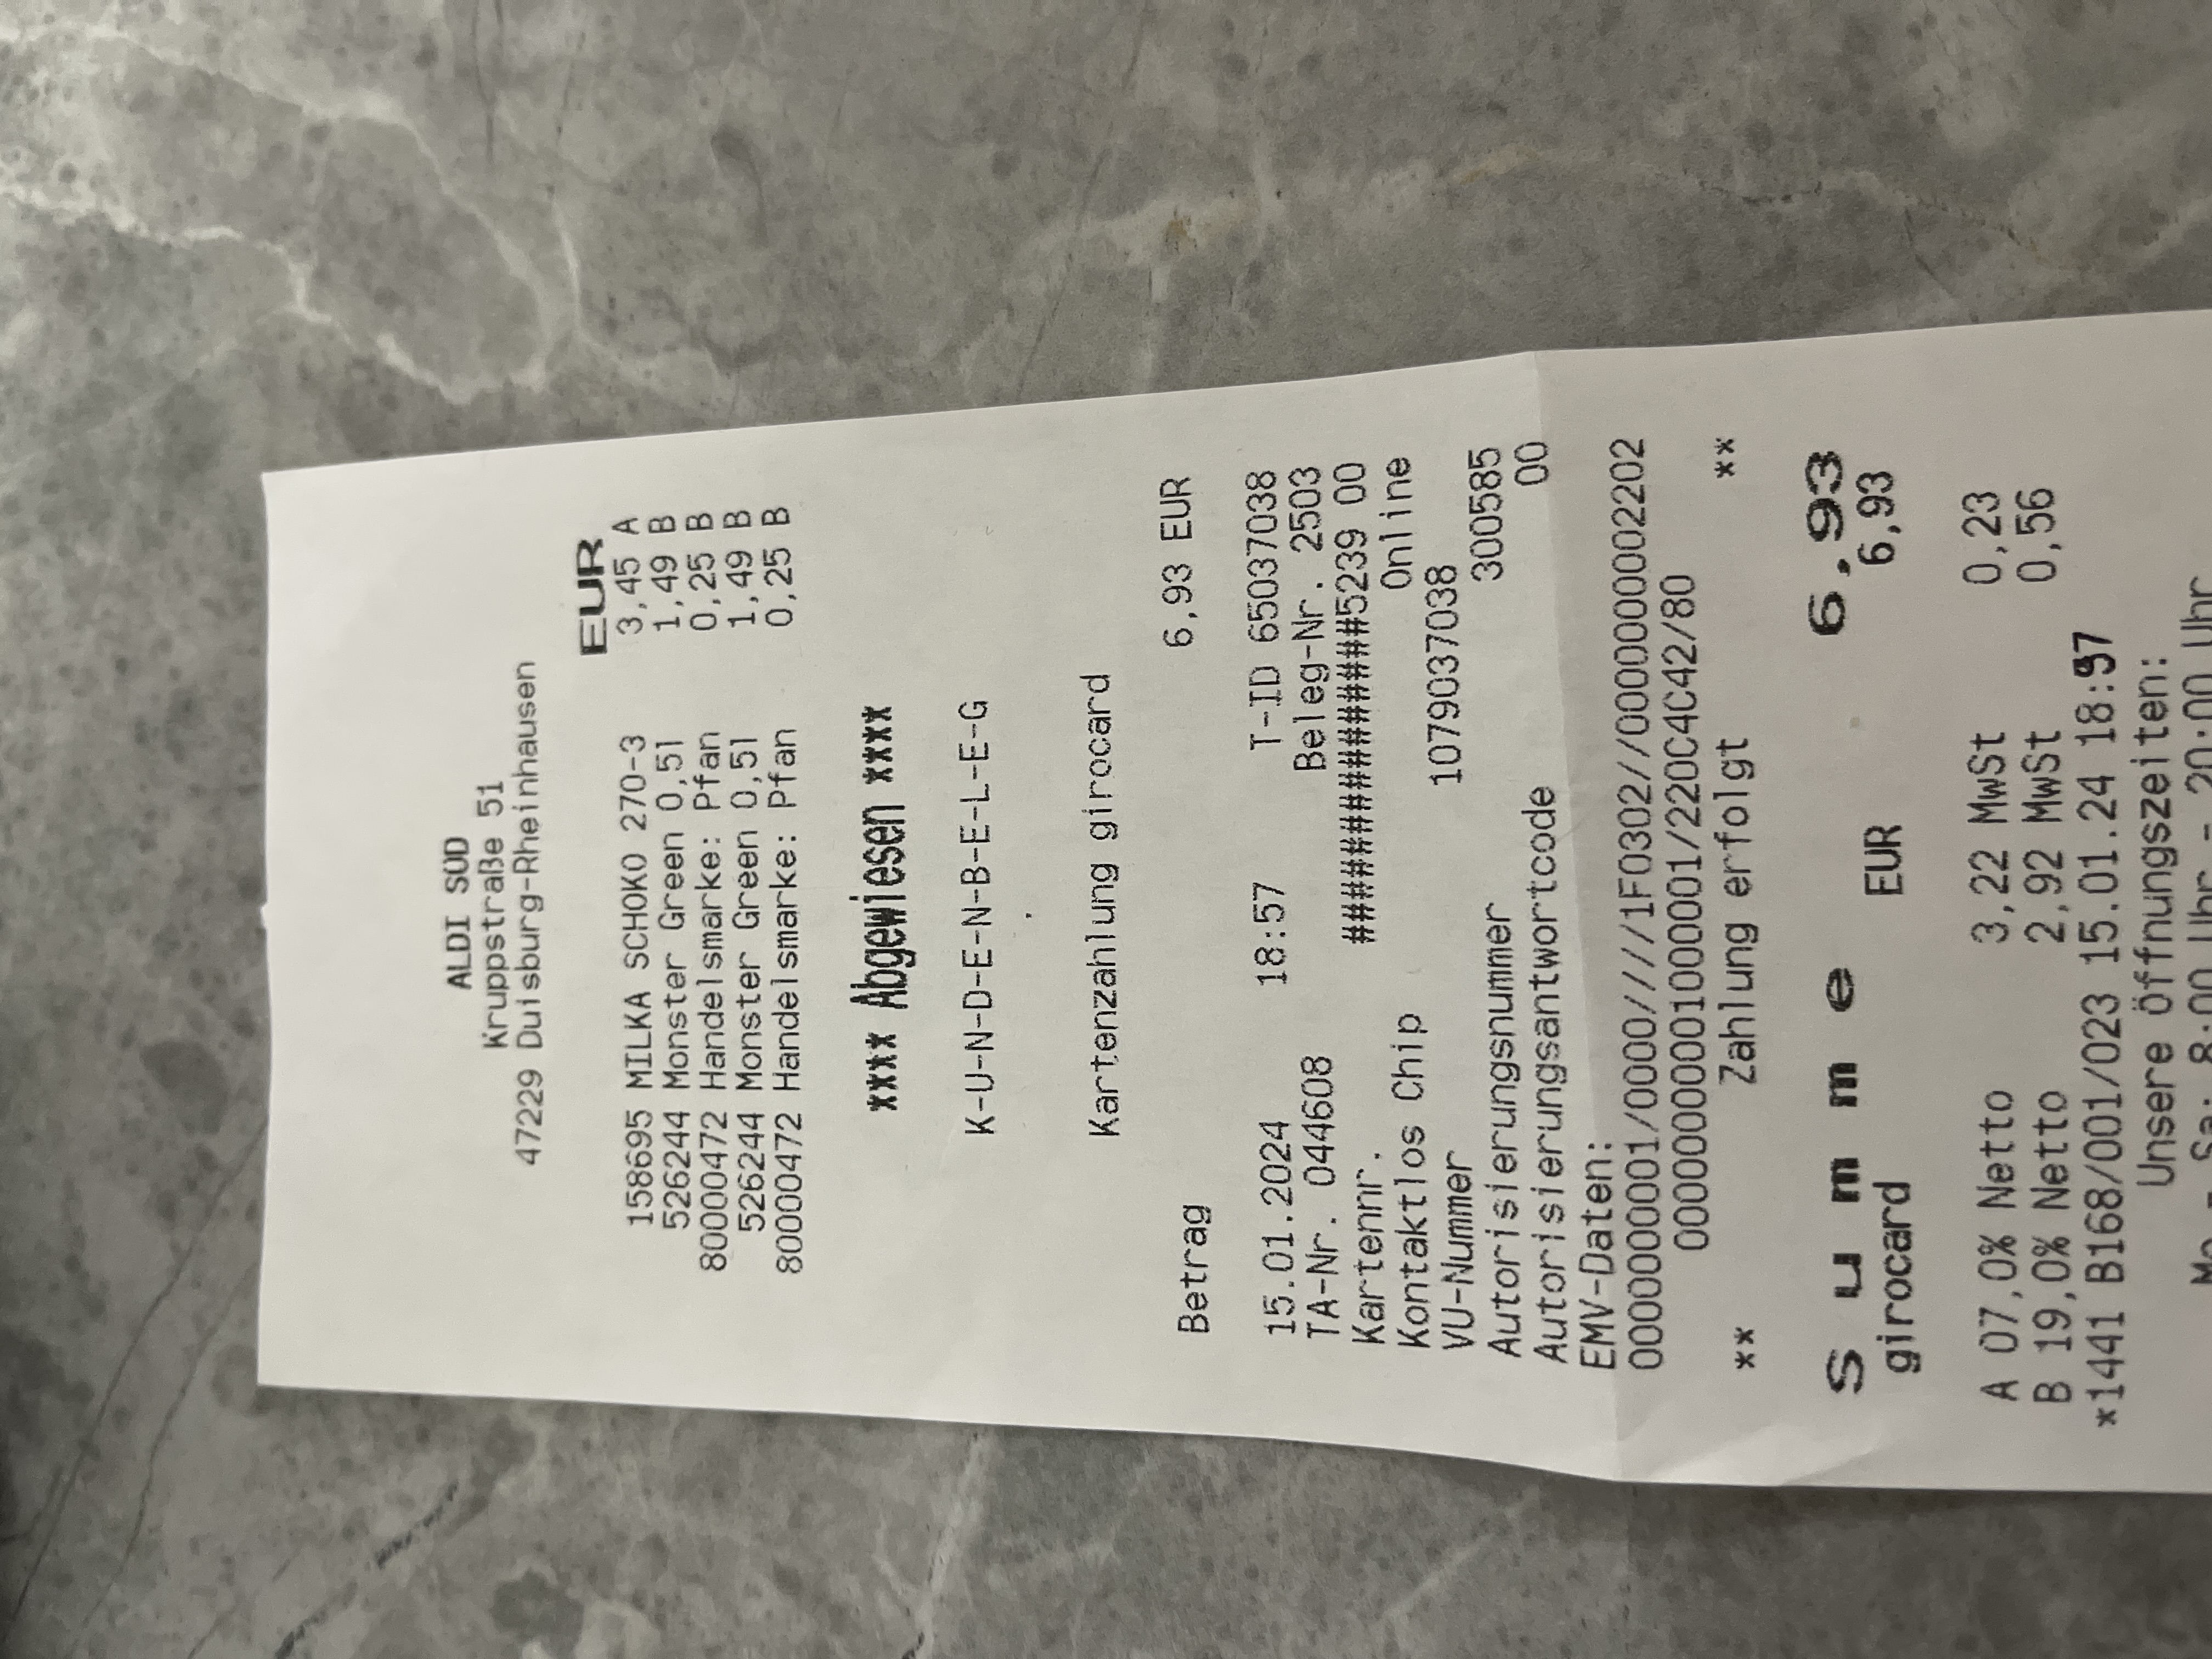 ALDI SÜD
Kruppstraße 51
47229 Duisburg-Rheinhausen
EUR
158695 MILKA SCHOKO 270-3 3,45 A
526244 Monster Green 0,5l 1,49 B
80000472 Handelsmarke: Pfan 0,25 B
526244 Monster Green 0,5l 1,49 B
80000472 Handelsmarke: Pfan 0,25 B
**** Abgewiesen ****
K-U-N-D-E-N-B-E-L-E-G
.
Kartenzahlung girocard
Betrag 6,93 EUR
15.01.2024 18:57 T-ID 65037038
TA-Nr. 044608 Beleg-Nr. 2503
Kartennr. ###############5239 00
Kontaktlos Chip Online
VU-Nummer 1079037038
Autorisierungsnummer 300585
Autorisierungsantwortcode 00
EMV-Daten:
0000000001/0000////1F0302//0000000002202
00000000001000001/220C4C42/80
** Zahlung erfolgt **
S u m m e 6,93
girocard EUR 6,93
A 07,0% Netto 3,22 MwSt 0,23
B 19,0% Netto 2,92 MwSt 0,56
*1441 B168/001/023 15.01.24 18:57
Unsere Öffnungszeiten:
Mo - Sa: 8:00 Uhr - 20:00 Uhr